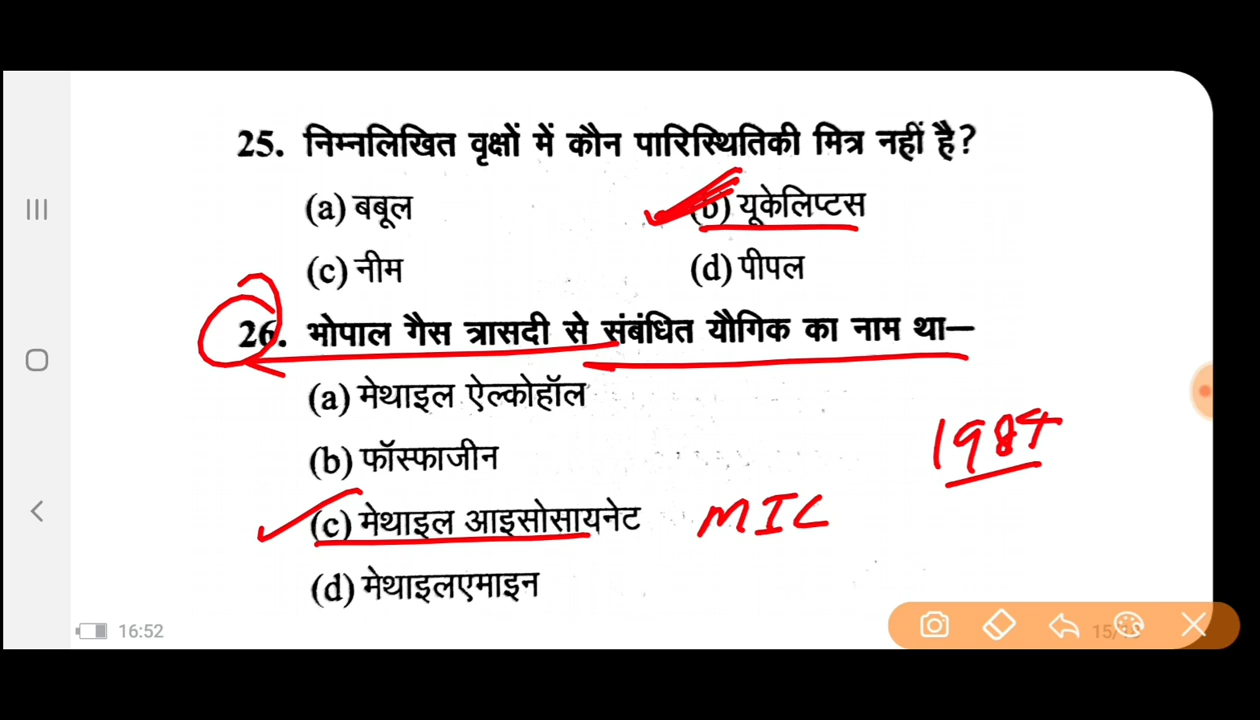 25. निम्नलिखित वृक्षों में कौन पारिस्थितिकी मित्र नहीं है?
(a) बबूल (b) यूकेलिप्टस
(c) नीम (d) पीपल
26. भोपाल गैस त्रासदी से संबंधित यौगिक का नाम था—
(a) मेथाइल ऐल्कोहॉल
1984
(b) फॉस्फाजीन
(c) मेथाइल आइसोसायनेट MIC
(d) मेथाइलएमाइन
16:52